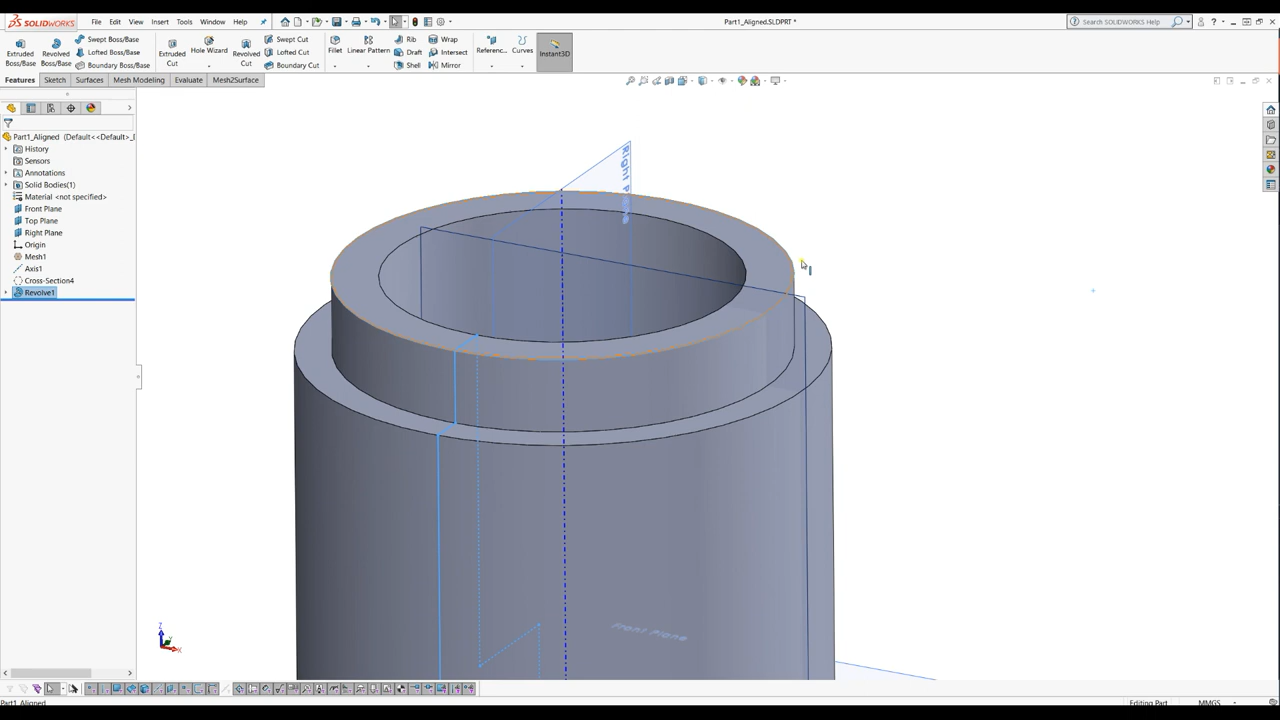 SOLIDWORKS
File Edit View Insert Tools Window Help
Part1_Aligned.SLDPRT *
Search SOLIDWORKS Help
Extruded Boss/Base
Revolved Boss/Base
Swept Boss/Base
Lofted Boss/Base
Boundary Boss/Base
Extruded Cut
Hole Wizard
Revolved Cut
Swept Cut
Lofted Cut
Boundary Cut
Fillet
Linear Pattern
Rib
Draft
Shell
Wrap
Intersect
Mirror
Referenc...
Curves
Instant3D
Features Sketch Surfaces Mesh Modeling Evaluate Mesh2Surface
Part1_Aligned (Default<<Default>_D
History
Sensors
Annotations
Solid Bodies(1)
Material <not specified>
Front Plane
Top Plane
Right Plane
Origin
Mesh1
Axis1
Cross-Section4
Revolve1
Right Plane
Front Plane
Z
X
Part1_Aligned
Editing Part
MMGS